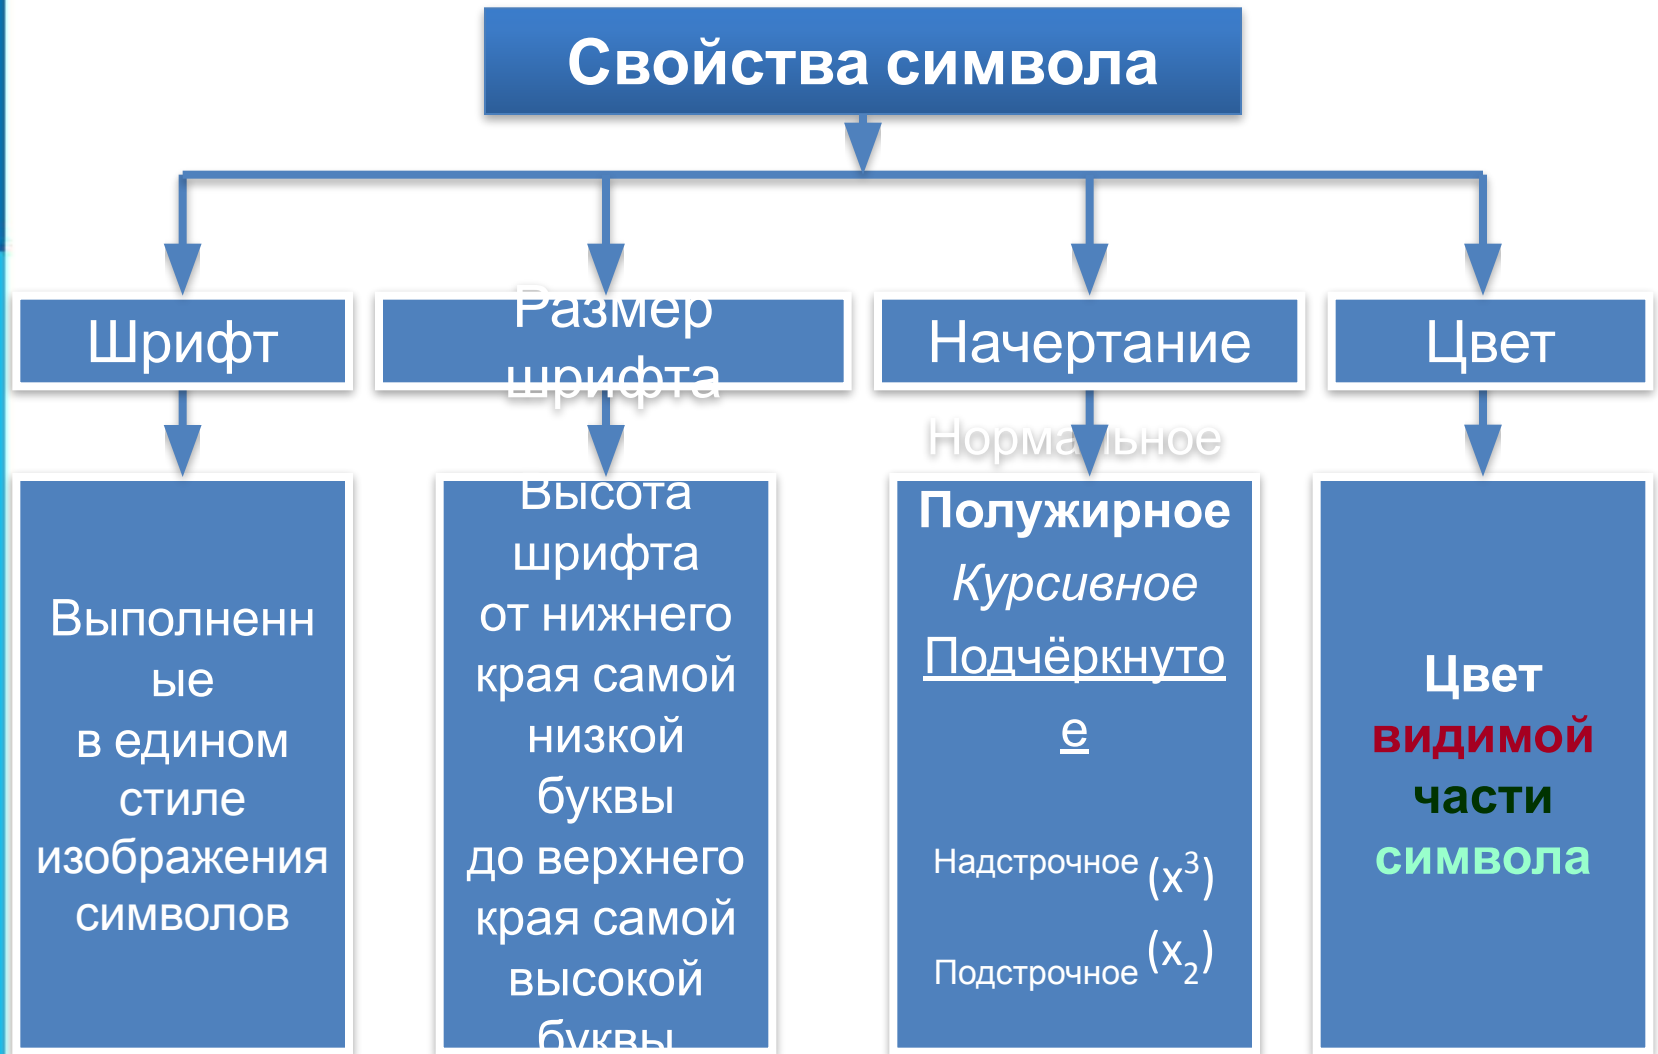 Свойства символа
Шрифт
Размер
шрифта
Начертание
Цвет
Выполненн
ые
в едином
стиле
изображения
символов
Высота
шрифта
от нижнего
края самой
низкой
буквы
до верхнего
края самой
высокой
буквы
Нормальное
Полужирное
Курсивное
Подчёркнуто
е
Надстрочное (x³)
Подстрочное (x₂)
Цвет
видимой
части
символа